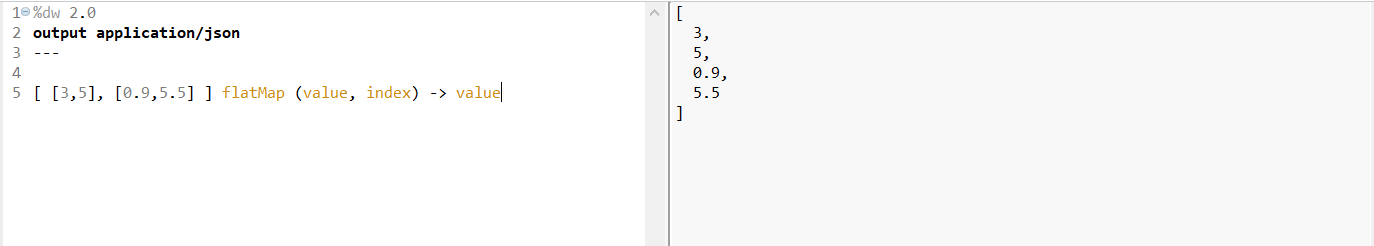 1 %dw 2.0
2 output application/json
3 ---
4
5 [ [3,5], [0.9,5.5] ] flatMap (value, index) -> value
[
  3,
  5,
  0.9,
  5.5
]